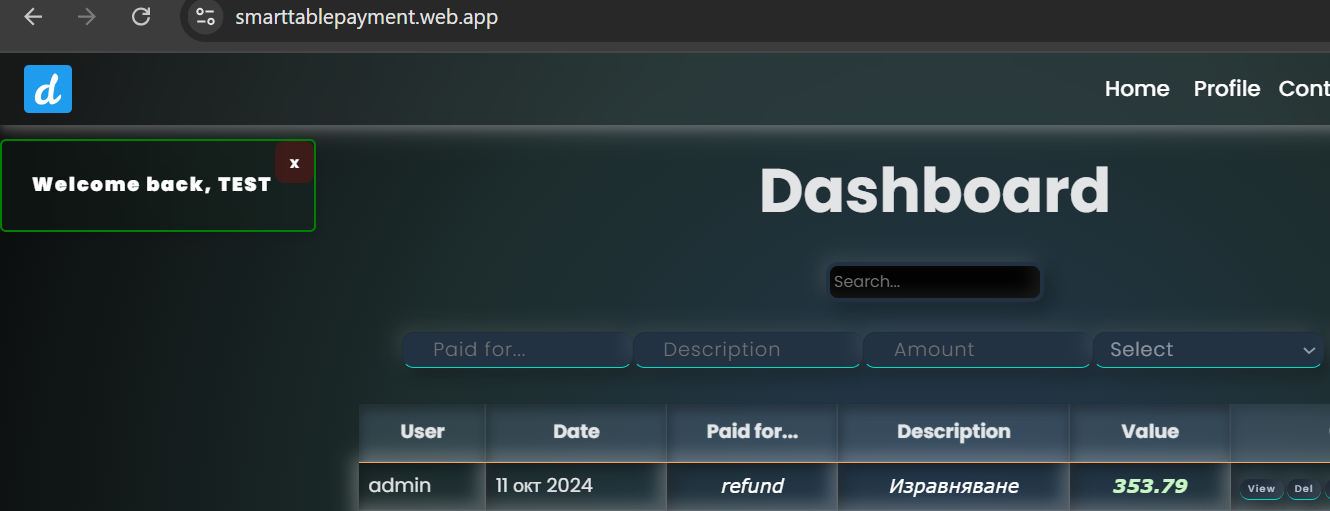 smarttablepayment.web.app
d
Home Profile Cont
x
Welcome back, TEST
Dashboard
Search...
Paid for... Description Amount Select
User Date Paid for... Description Value
admin 11 окт 2024 refund Изравняване 353.79 View Del